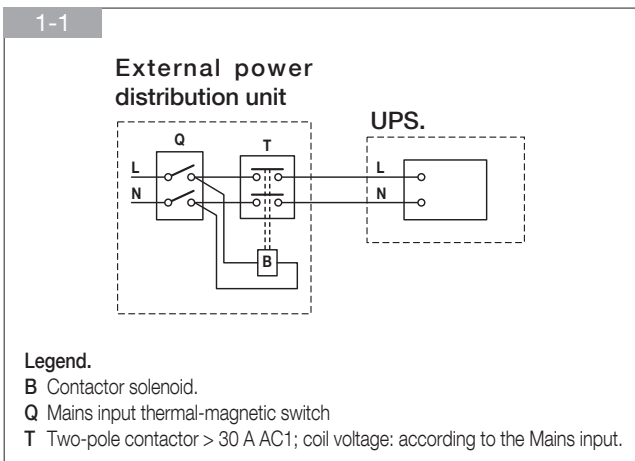 1-1
External power
distribution unit
UPS.
Q
T
L
L
N
N
B
Legend.
B Contactor solenoid.
Q Mains input thermal-magnetic switch
T Two-pole contactor > 30 A AC1; coil voltage: according to the Mains input.